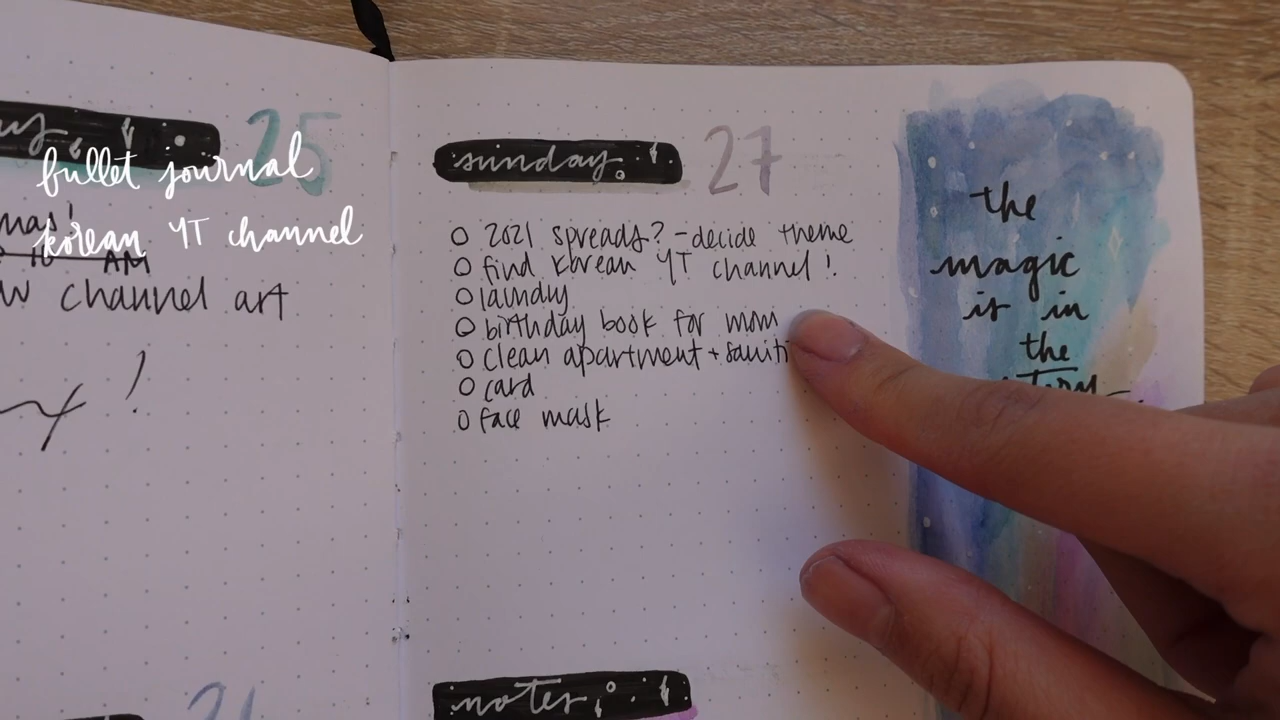 25
bullet journal
korean YT channel
AM
channel art
!
sunday
27
2021 spreads? - decide theme
find korean YT channel!
laundry
birthday book for mom
clean apartment +
card
face mask
notes
the
magic
is in
the